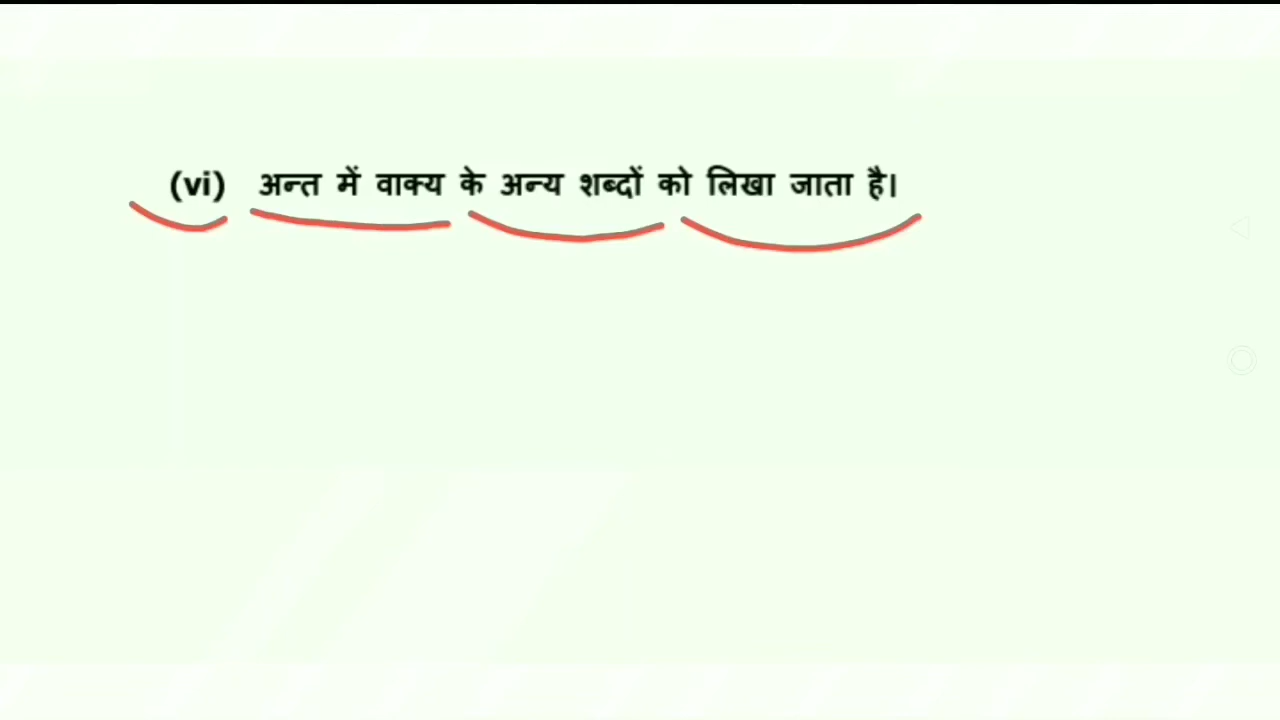 (vi) अन्त में वाक्य के अन्य शब्दों को लिखा जाता है।